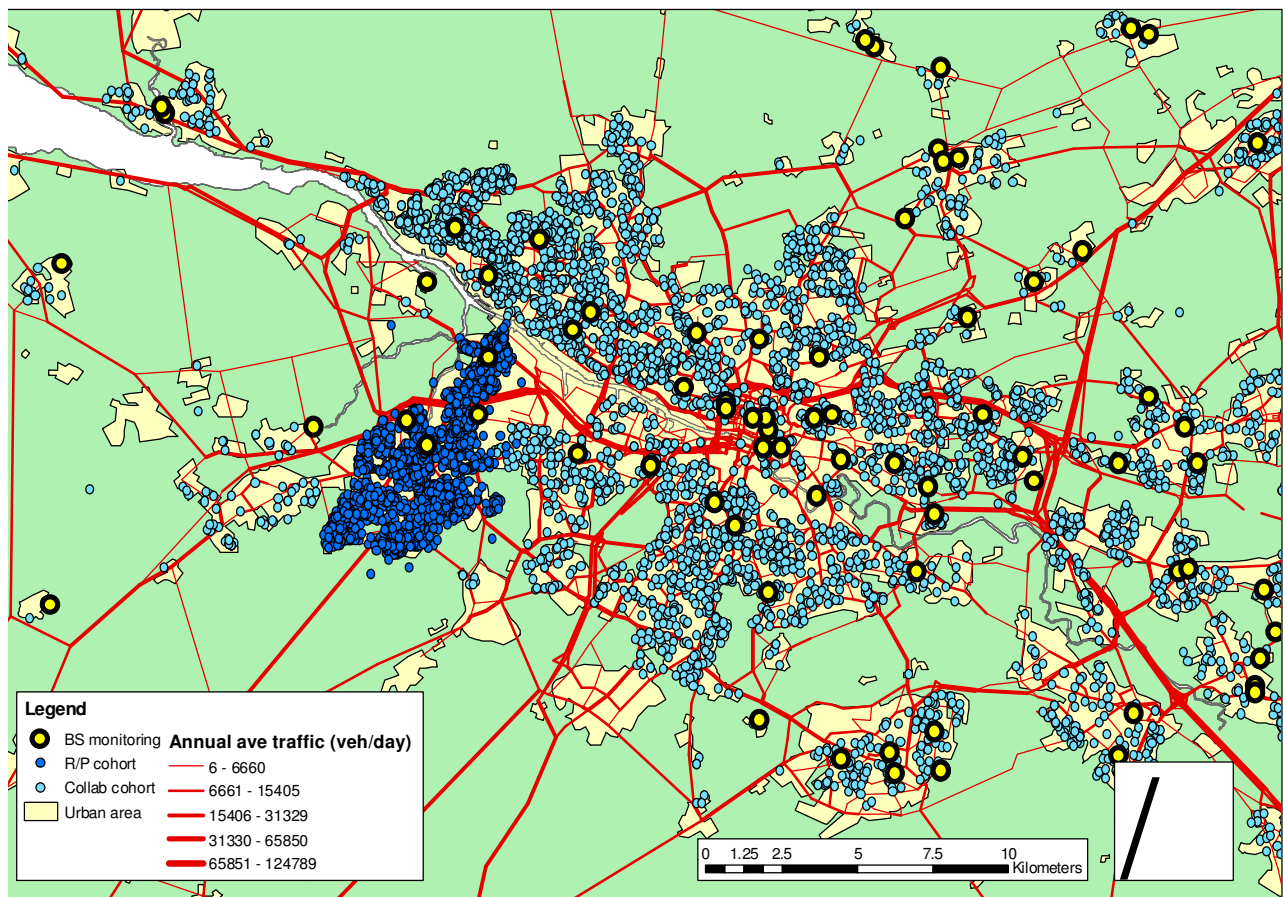 Legend
BS monitoring
R/P cohort
Collab cohort
Urban area
Annual ave traffic (veh/day)
6 - 6660
6661 - 15405
15406 - 31329
31330 - 65850
65851 - 124789
0 1.25 2.5 5 7.5 10
Kilometers